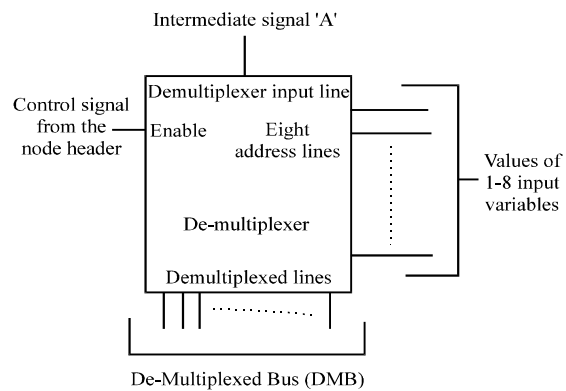 Intermediate signal 'A'
Demultiplexer input line
Control signal
from the
node header
Enable
Eight
address lines
Values of
1-8 input
variables
De-multiplexer
Demultiplexed lines
De-Multiplexed Bus (DMB)